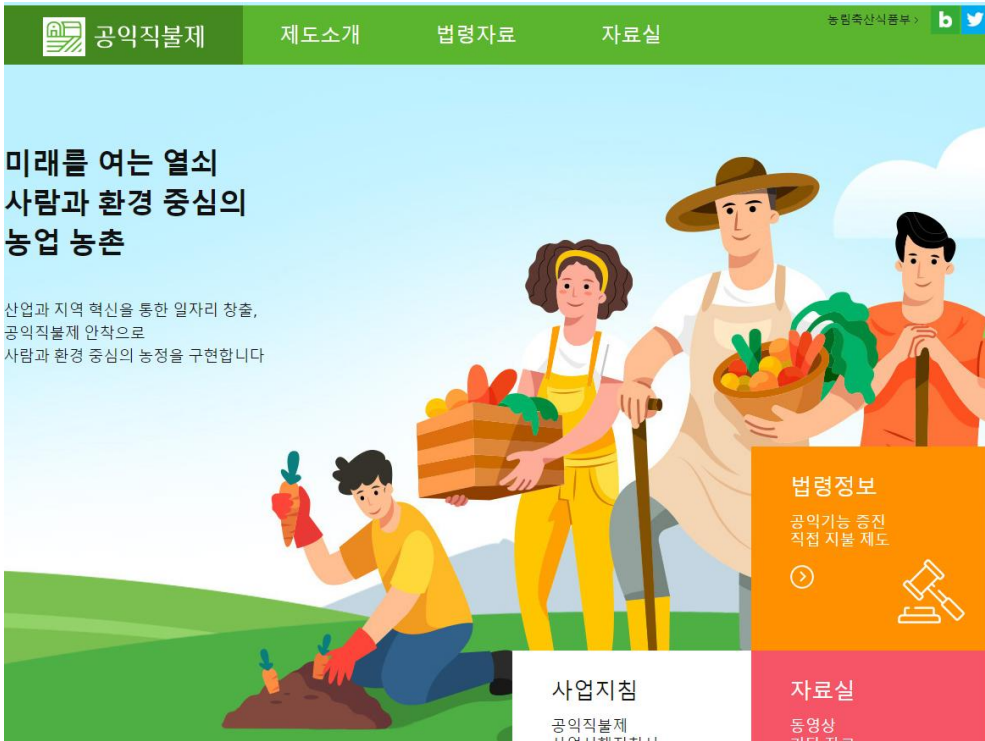 공익직불제
제도소개
법령자료
자료실
농림축산식품부 >
미래를 여는 열쇠
사람과 환경 중심의
농업 농촌
산업과 지역 혁신을 통한 일자리 창출,
공익직불제 안착으로
사람과 환경 중심의 농정을 구현합니다
법령정보
공익기능 증진
직접 지불 제도
사업지침
공익직불제
자료실
동영상